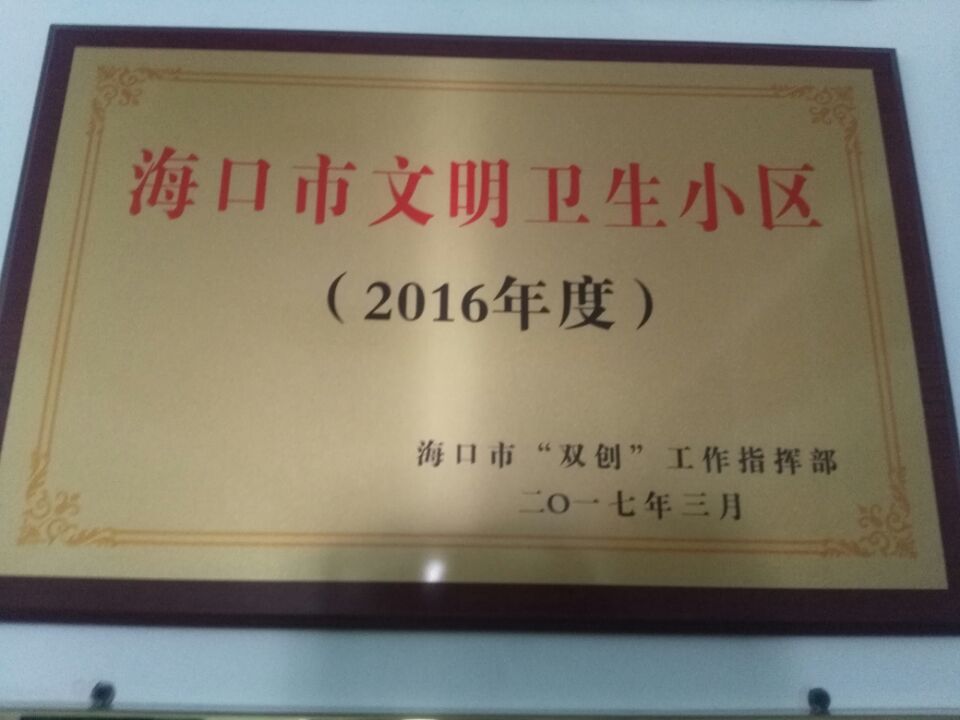 海口市文明卫生小区
（2016年度）
海口市“双创”工作指挥部
二〇一七年三月